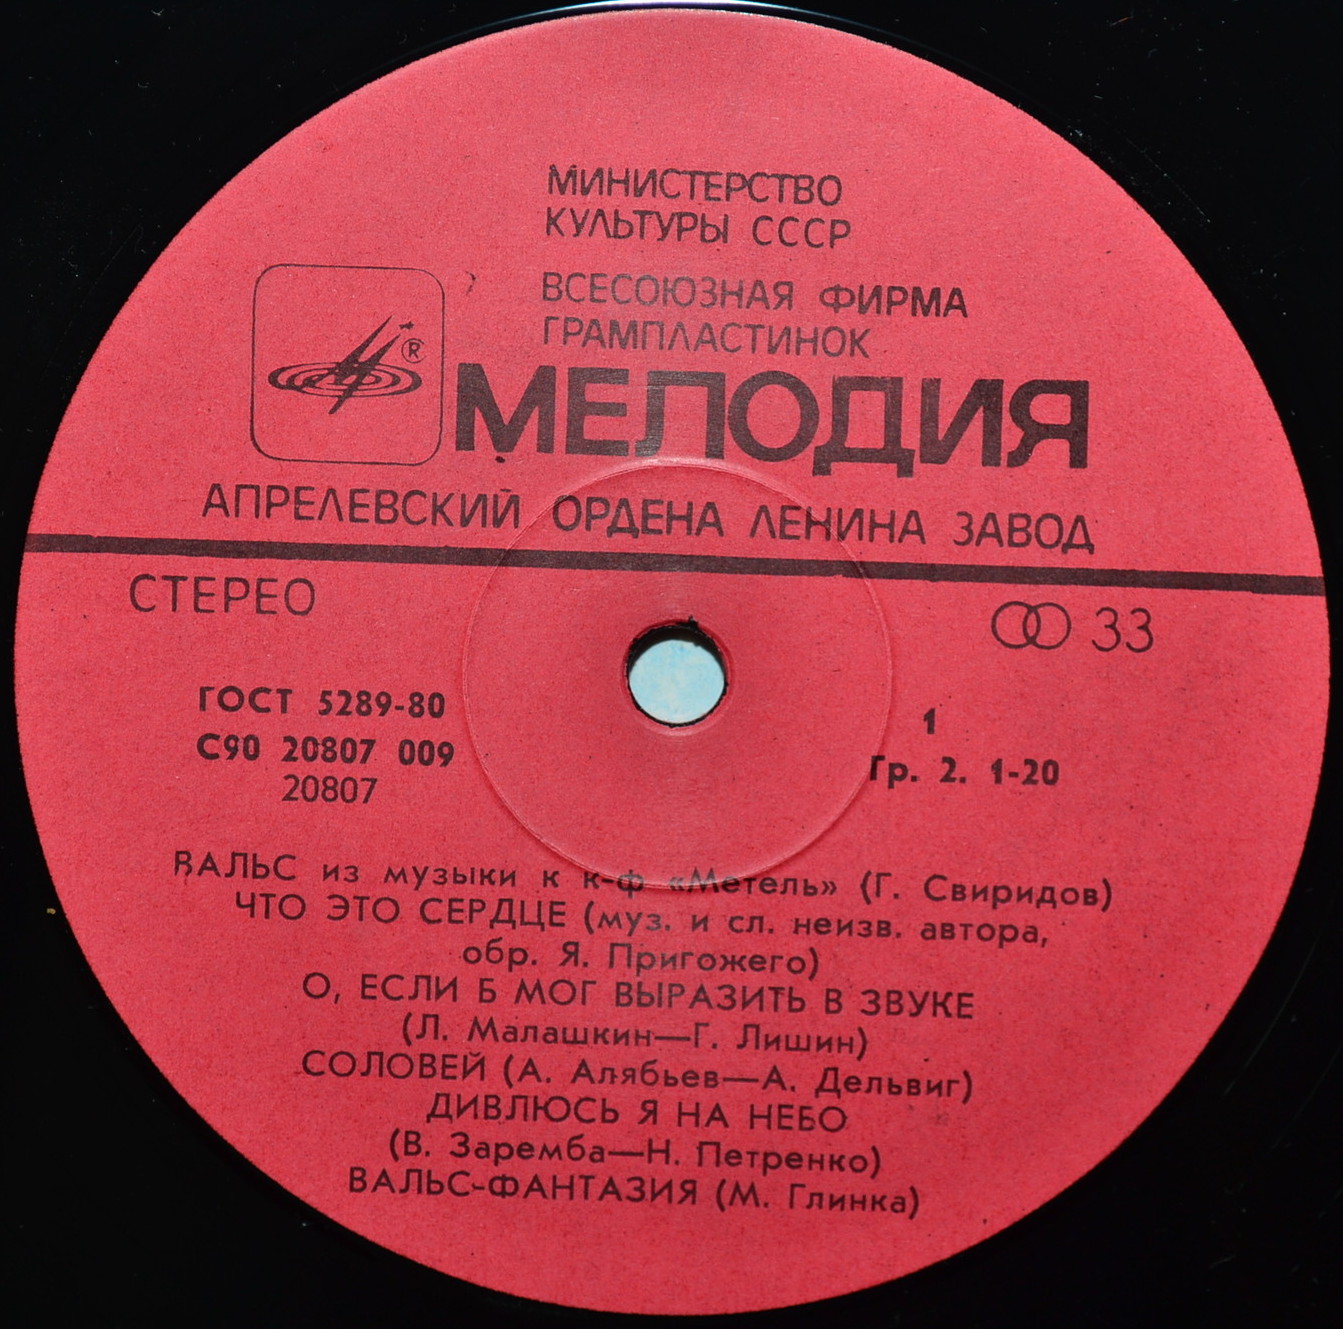 МИНИСТЕРСТВО
КУЛЬТУРЫ СССР
ВСЕСОЮЗНАЯ ФИРМА
ГРАМПЛАСТИНОК
®
МЕЛОДИЯ
АПРЕЛЕВСКИЙ ОРДЕНА ЛЕНИНА ЗАВОД
СТЕРЕО
33
ГОСТ 5289-80
1
С90 20807 009
Гр. 2. 1-20
20807
ВАЛЬС из музыки к к-ф «Метель» (Г. Свиридов)
ЧТО ЭТО СЕРДЦЕ (муз. и сл. неизв. автора,
обр. Я. Пригожего)
О, ЕСЛИ Б МОГ ВЫРАЗИТЬ В ЗВУКЕ
(Л. Малашкин—Г. Лишин)
СОЛОВЕЙ (А. Алябьев—А. Дельвиг)
ДИВЛЮСЬ Я НА НЕБО
(В. Заремба—Н. Петренко)
ВАЛЬС-ФАНТАЗИЯ (М. Глинка)